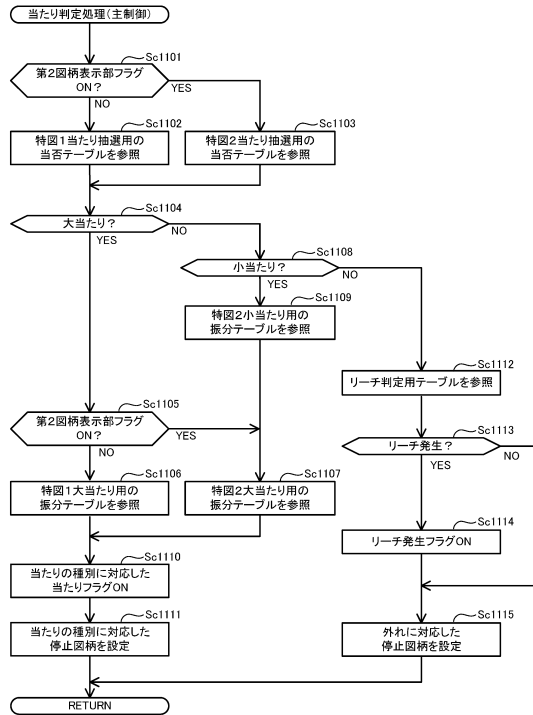 当たり判定処理(主制御)
Sc1101
第2図柄表示部フラグ
ON?
YES
NO
Sc1102
特図1当たり抽選用の
当否テーブルを参照
Sc1103
特図2当たり抽選用の
当否テーブルを参照
Sc1104
大当たり?
NO
YES
Sc1108
小当たり?
NO
YES
Sc1109
特図2小当たり用の
振分テーブルを参照
Sc1112
リーチ判定用テーブルを参照
Sc1105
第2図柄表示部フラグ
ON?
YES
NO
Sc1113
リーチ発生?
NO
YES
Sc1106
特図1大当たり用の
振分テーブルを参照
Sc1107
特図2大当たり用の
振分テーブルを参照
Sc1114
リーチ発生フラグON
Sc1110
当たりの種別に対応した
当たりフラグON
Sc1111
当たりの種別に対応した
停止図柄を設定
Sc1115
外れに対応した
停止図柄を設定
RETURN